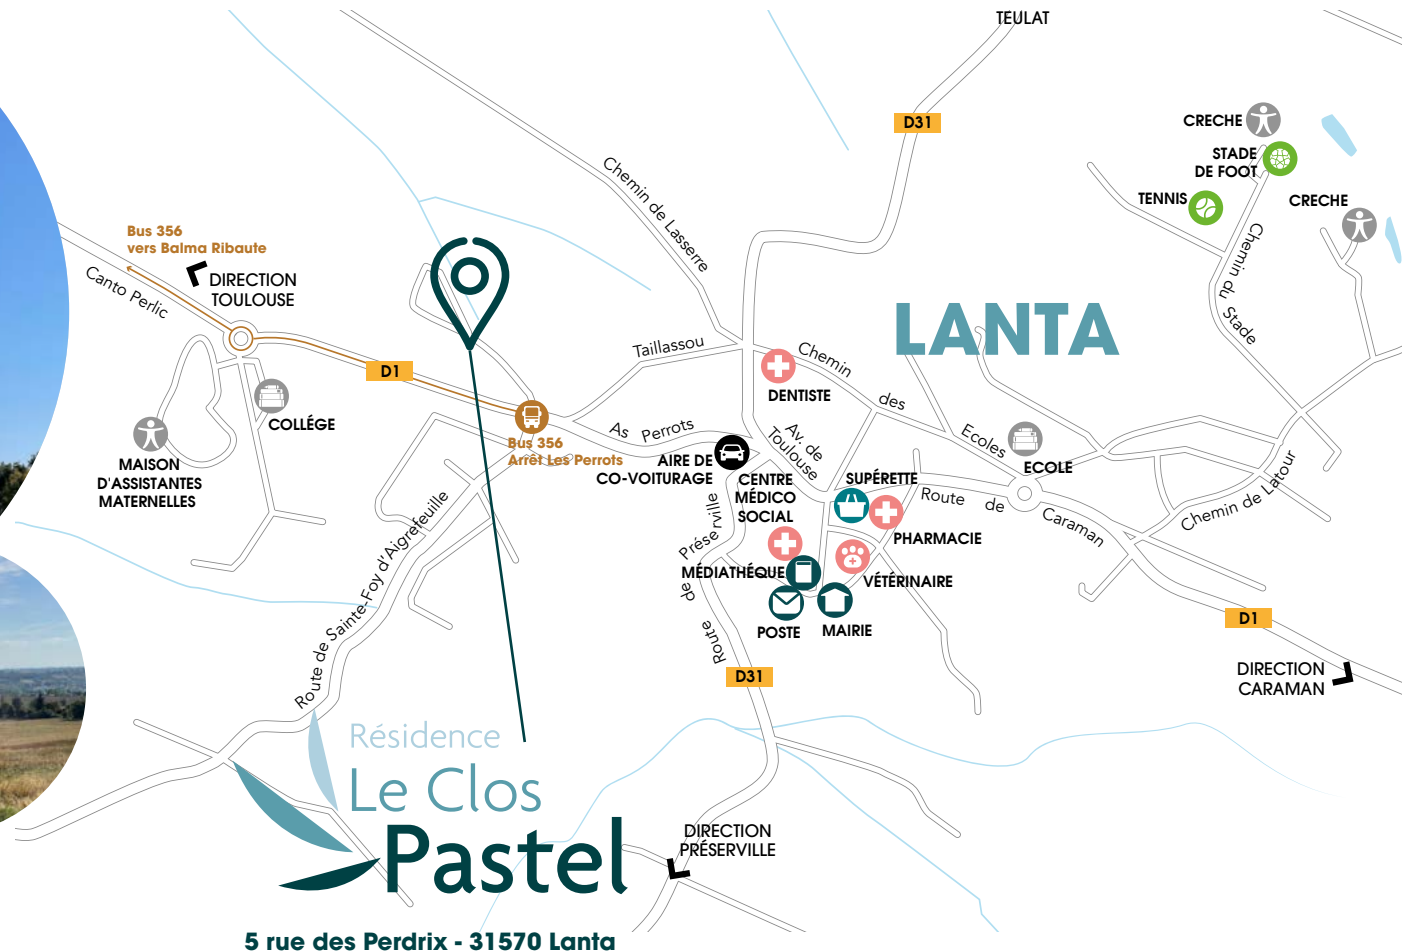 TEULAT
D31
CRECHE
STADE
DE FOOT
TENNIS
CRECHE
Chemin du Stade
Chemin de Lasserre
Bus 356
vers Balma Ribaute
DIRECTION
TOULOUSE
Canto Perlic
LANTA
Taillassou
Chemin des Ecoles
DENTISTE
D1
COLLÉGE
MAISON
D'ASSISTANTES
MATERNELLES
Bus 356
Arrêt Les Perrots
As Perrots
Av. de
Toulouse
AIRE DE
CO-VOITURAGE
CENTRE
MÉDICO
SOCIAL
SUPÉRETTE
ECOLE
Route de Caraman
Chemin de Latour
PHARMACIE
MÉDIATHÉQUE
VÉTÉRINAIRE
POSTE
MAIRIE
Route de Préserville
D31
Route de Sainte-Foy d'Aigrefeuille
D1
DIRECTION
CARAMAN
Résidence
Le Clos
Pastel
DIRECTION
PRÉSERVILLE
5 rue des Perdrix - 31570 Lanta